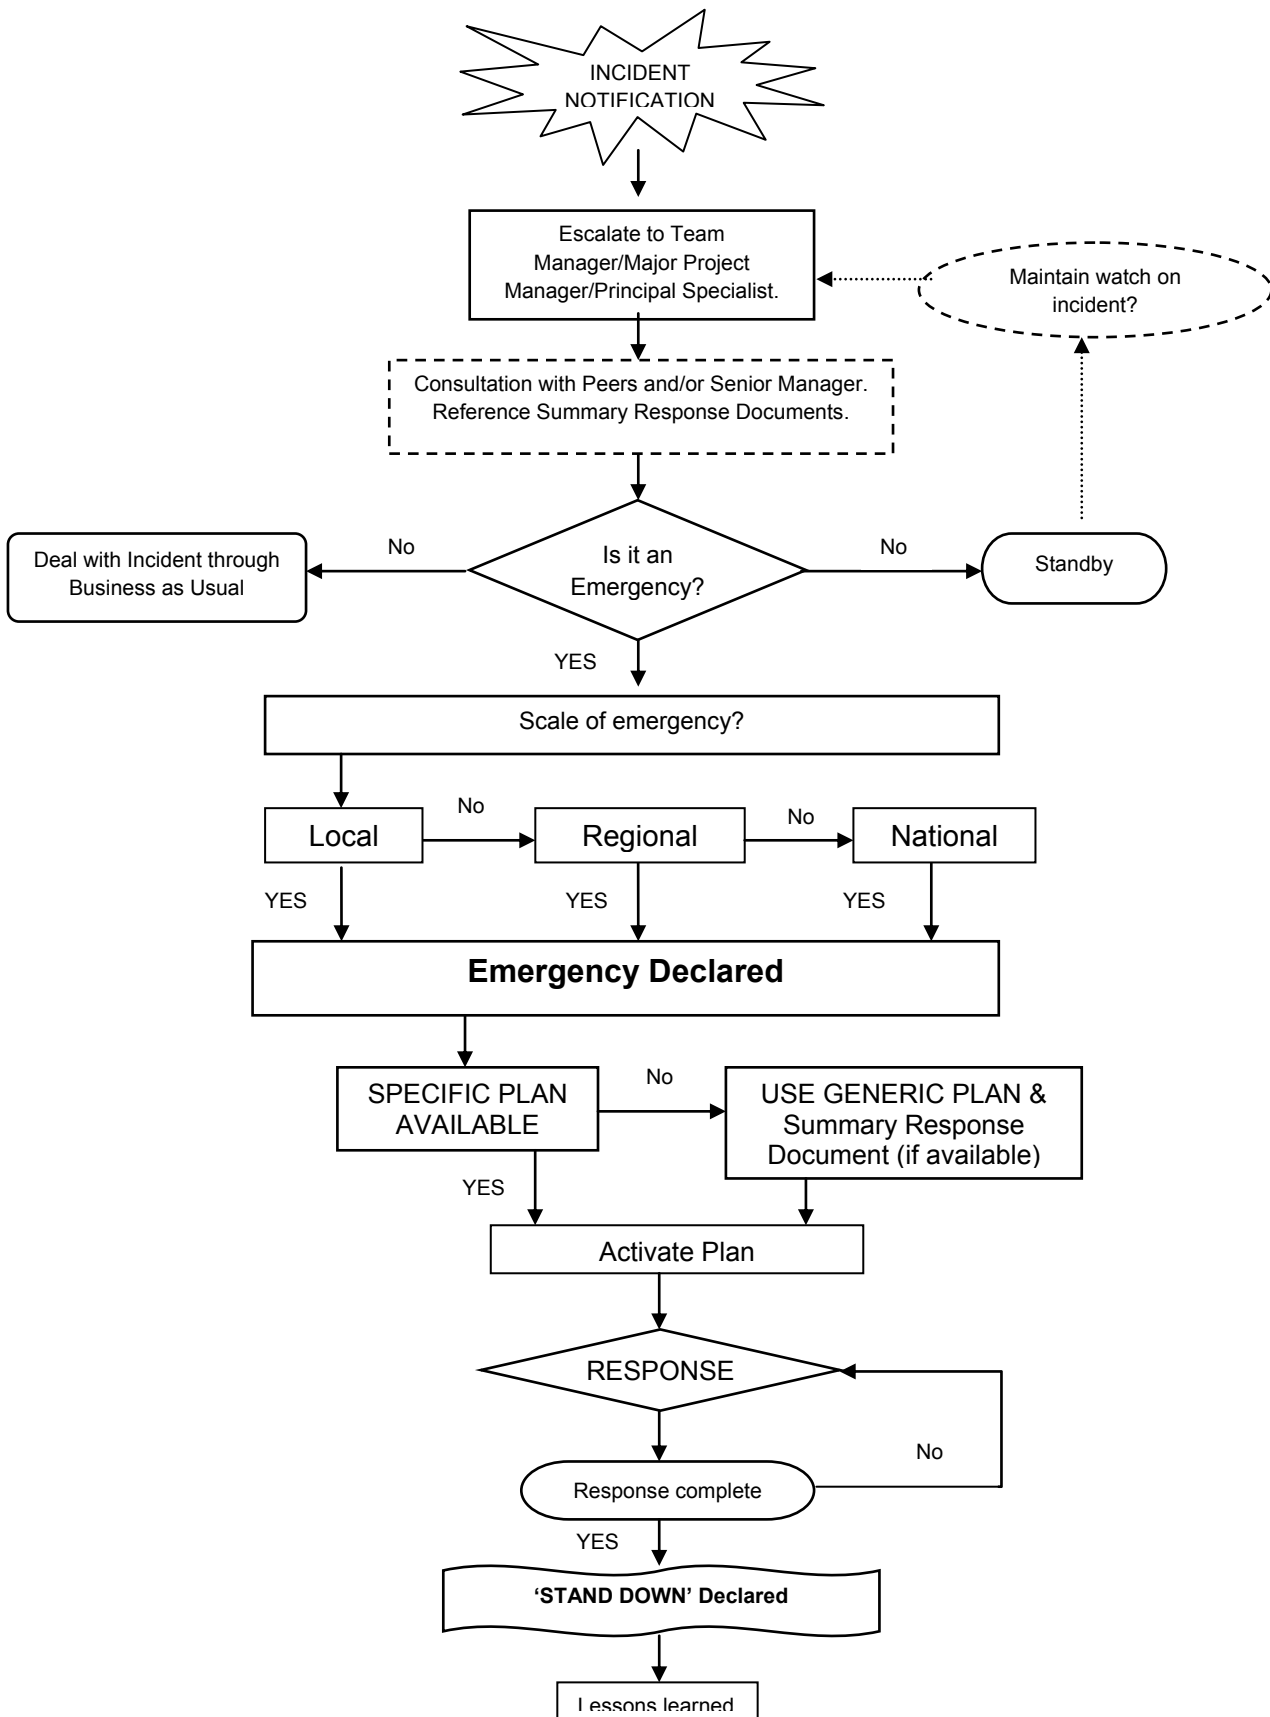 INCIDENT
NOTIFICATION
Escalate to Team
Manager/Major Project
Manager/Principal Specialist.
Maintain watch on
incident?
Consultation with Peers and/or Senior Manager.
Reference Summary Response Documents.
Deal with Incident through
Business as Usual
No
Is it an
Emergency?
No
Standby
YES
Scale of emergency?
Local
No
Regional
No
National
YES
YES
YES
Emergency Declared
SPECIFIC PLAN
AVAILABLE
No
USE GENERIC PLAN &
Summary Response
Document (if available)
YES
Activate Plan
RESPONSE
No
Response complete
YES
‘STAND DOWN’ Declared
Lessons learned